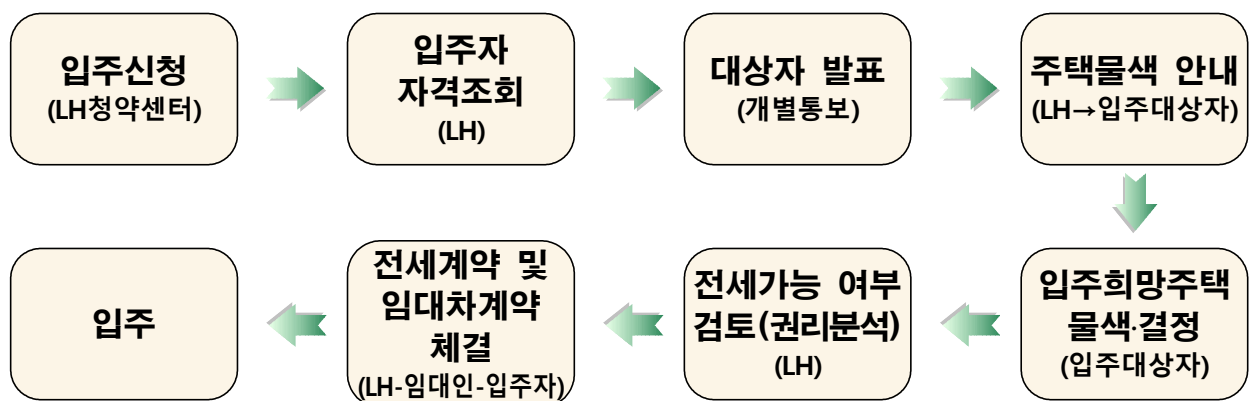 입주신청
(LH청약센터)
입주자
자격조회
(LH)
대상자 발표
(개별통보)
주택물색 안내
(LH→입주대상자)
입주희망주택
물색·결정
(입주대상자)
전세가능 여부
검토(권리분석)
(LH)
전세계약 및
임대차계약
체결
(LH-임대인-입주자)
입주